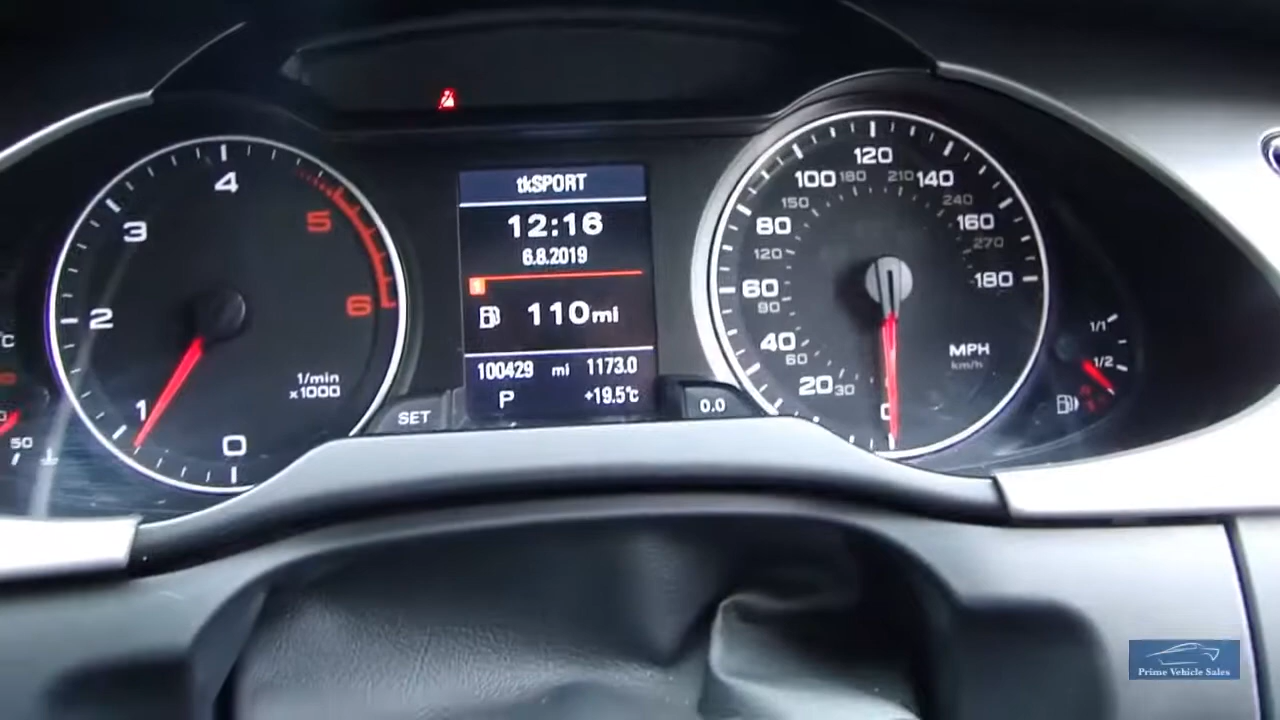 tkSPORT
12:16
6.8.2019
110mi
100429 mi 1173.0
P +19.5°c
SET
0.0
0
1
2
3
4
5
6
1/min
x1000
20
40
60
80
100
120
140
160
180
30
60
90
120
150
180
210
240
270
MPH
km/h
1/1
1/2
°C
50
Prime Vehicle Sales